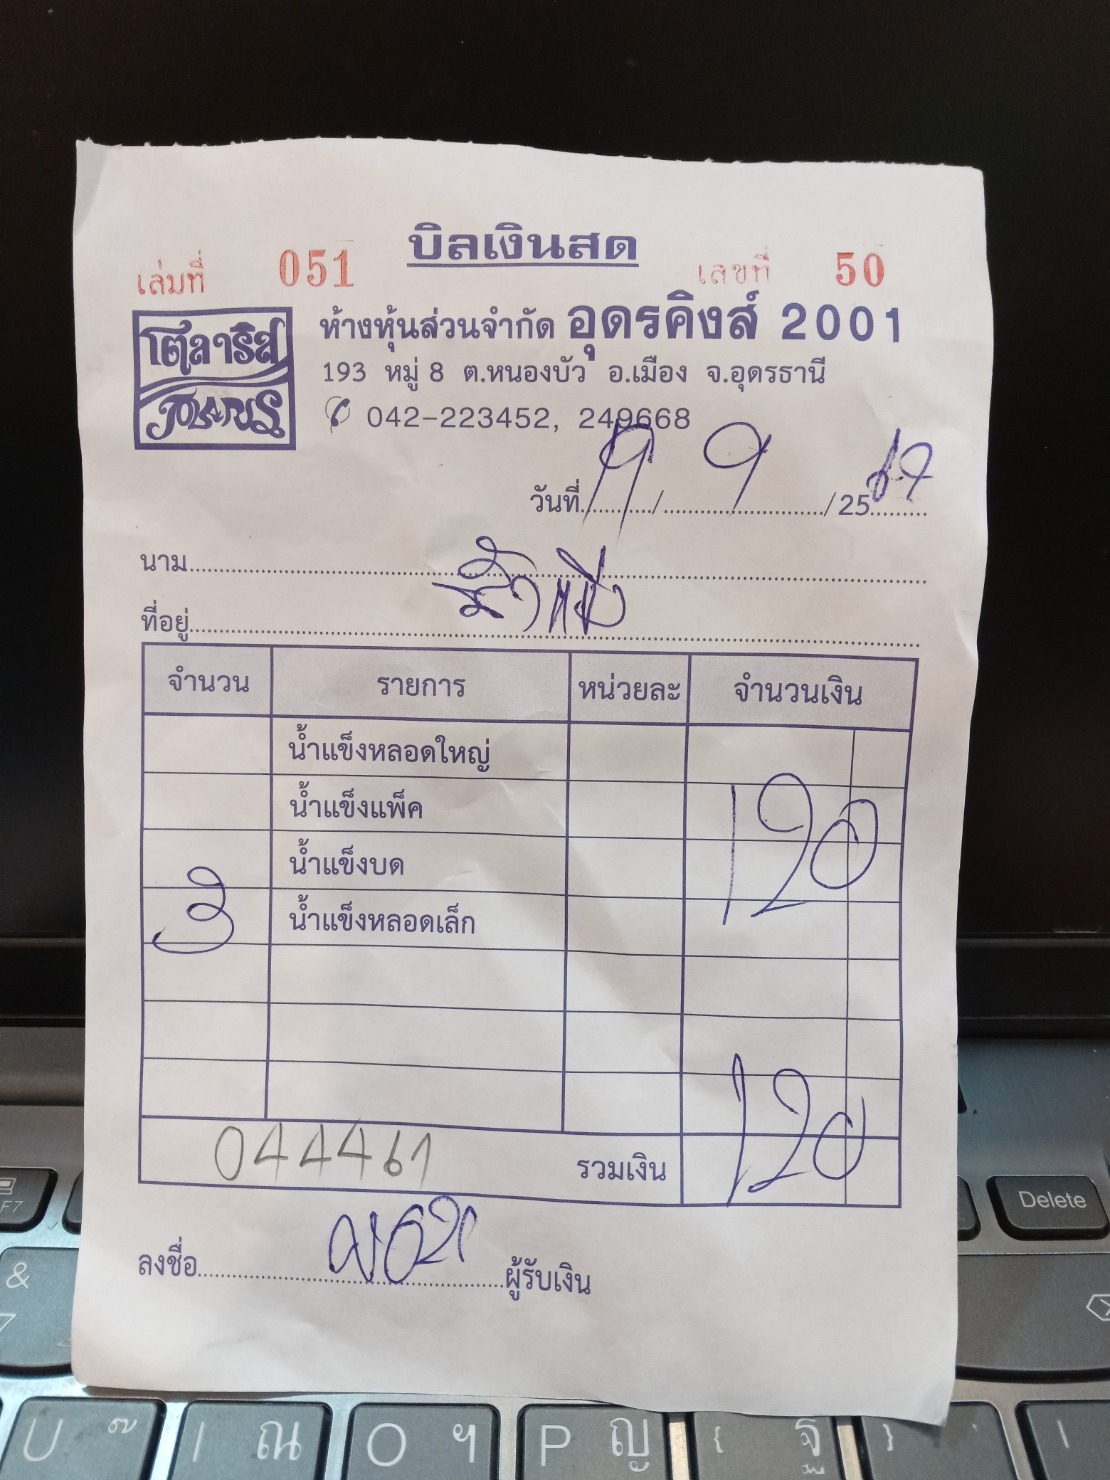 บิลเงินสด
เล่มที่ 051 เลขที่ 50
โตลาริส
ห้างหุ้นส่วนจำกัด อุดรคิงส์ 2001
193 หมู่ 8 ต.หนองบัว อ.เมือง จ.อุดรธานี
042-223452, 249668
วันที่ 9 / 9 / 25 67
นาม
ที่อยู่
จำนวน รายการ หน่วยละ จำนวนเงิน
น้ำแข็งหลอดใหญ่
น้ำแข็งแพ็ค 120
น้ำแข็งบด
3 น้ำแข็งหลอดเล็ก
044461 รวมเงิน 120
ลงชื่อ ผู้รับเงิน
F7
Delete
&
U ณ O ฯ P ญ { ฐ }